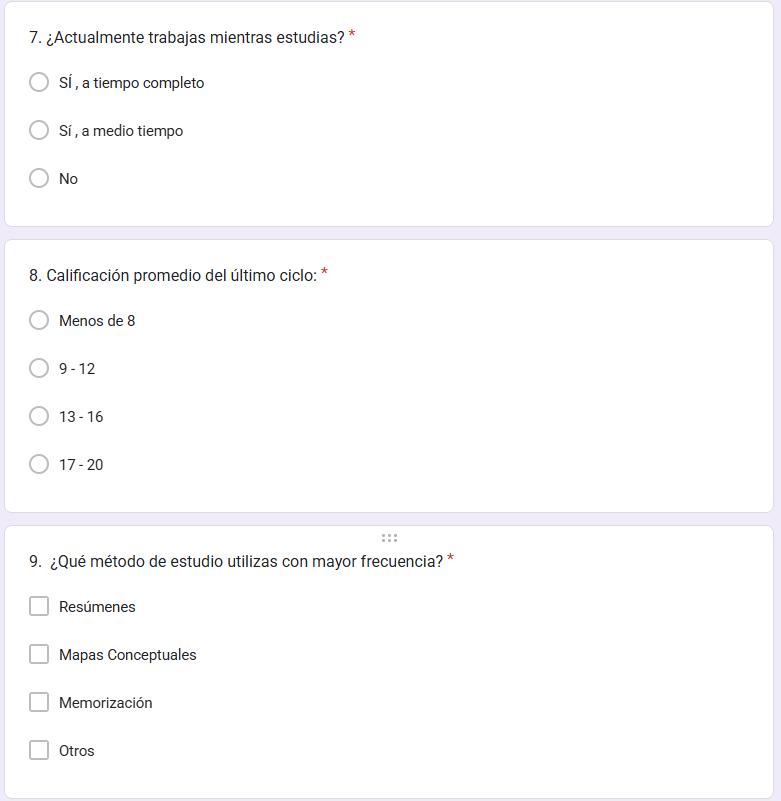 7. ¿Actualmente trabajas mientras estudias? *
SÍ , a tiempo completo
Sí , a medio tiempo
No
8. Calificación promedio del último ciclo: *
Menos de 8
9 - 12
13 - 16
17 - 20
9. ¿Qué método de estudio utilizas con mayor frecuencia? *
Resúmenes
Mapas Conceptuales
Memorización
Otros